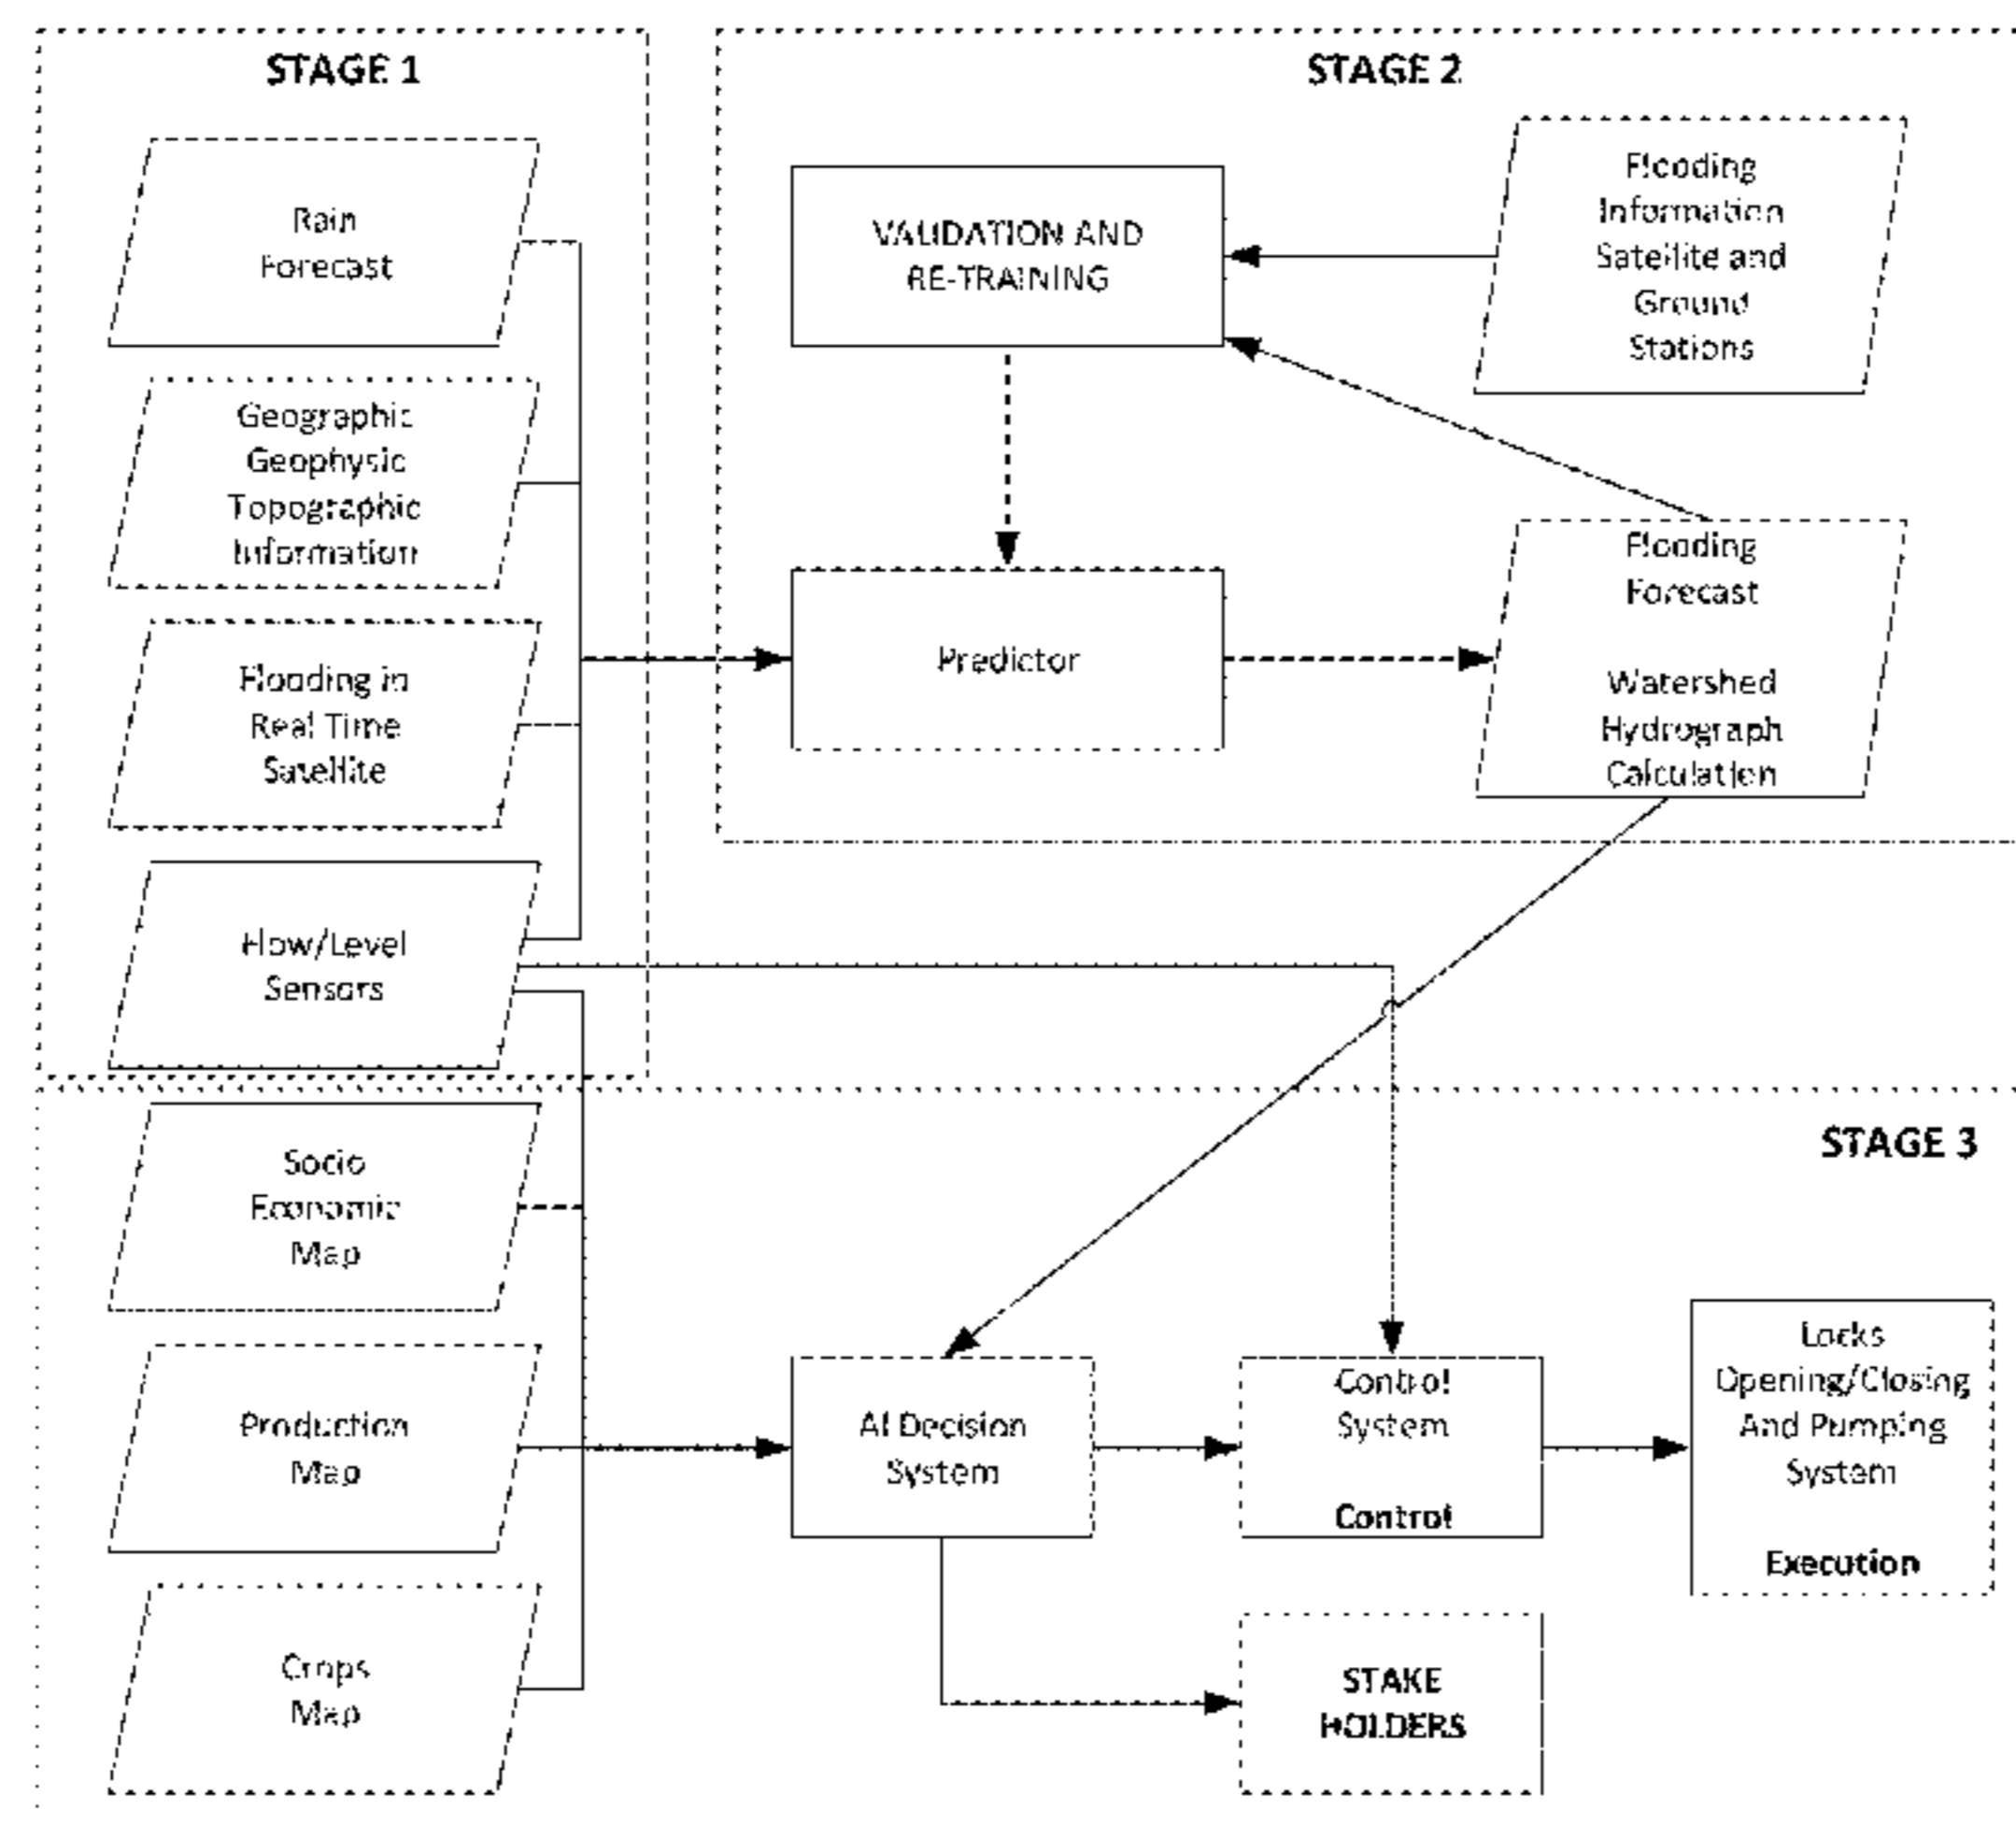 STAGE 1
Rain
Forecast
Geographic
Geophysic
Topographic
Information
Flooding in
Real Time
Satellite
Flow/Level
Sensors
STAGE 2
VALIDATION AND
RE-TRAINING
Flooding
Information
Satellite and
Ground
Stations
Predictor
Flooding
Forecast
Watershed
Hydrograph
Calculation
STAGE 3
Socio
Economic
Map
Production
Map
Crops
Map
AI Decision
System
Control
System
Control
Locks
Opening/Closing
And Pumping
System
Execution
STAKE
HOLDERS